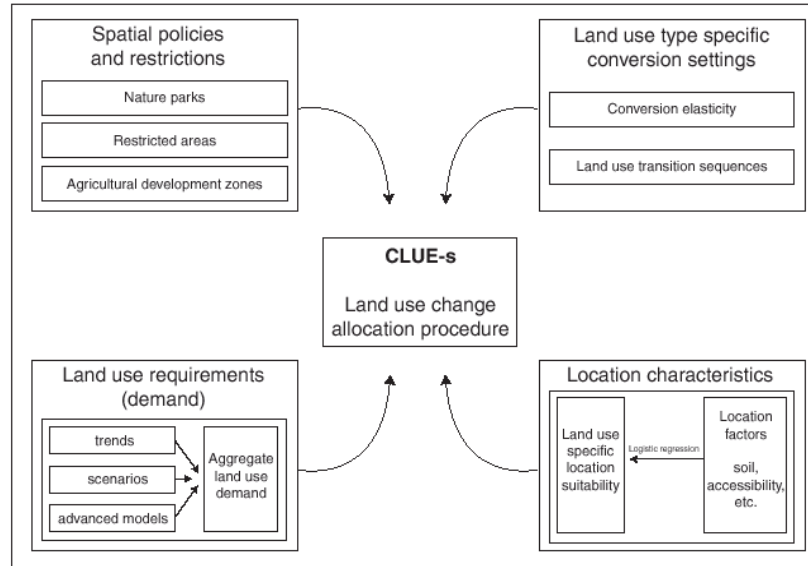 Spatial policies
and restrictions
Nature parks
Restricted areas
Agricultural development zones
Land use type specific
conversion settings
Conversion elasticity
Land use transition sequences
CLUE-s
Land use change
allocation procedure
Land use requirements
(demand)
trends
scenarios
advanced models
Aggregate
land use
demand
Location characteristics
Land use
specific
location
suitability
Logistic regression
Location
factors
soil,
accessibility,
etc.